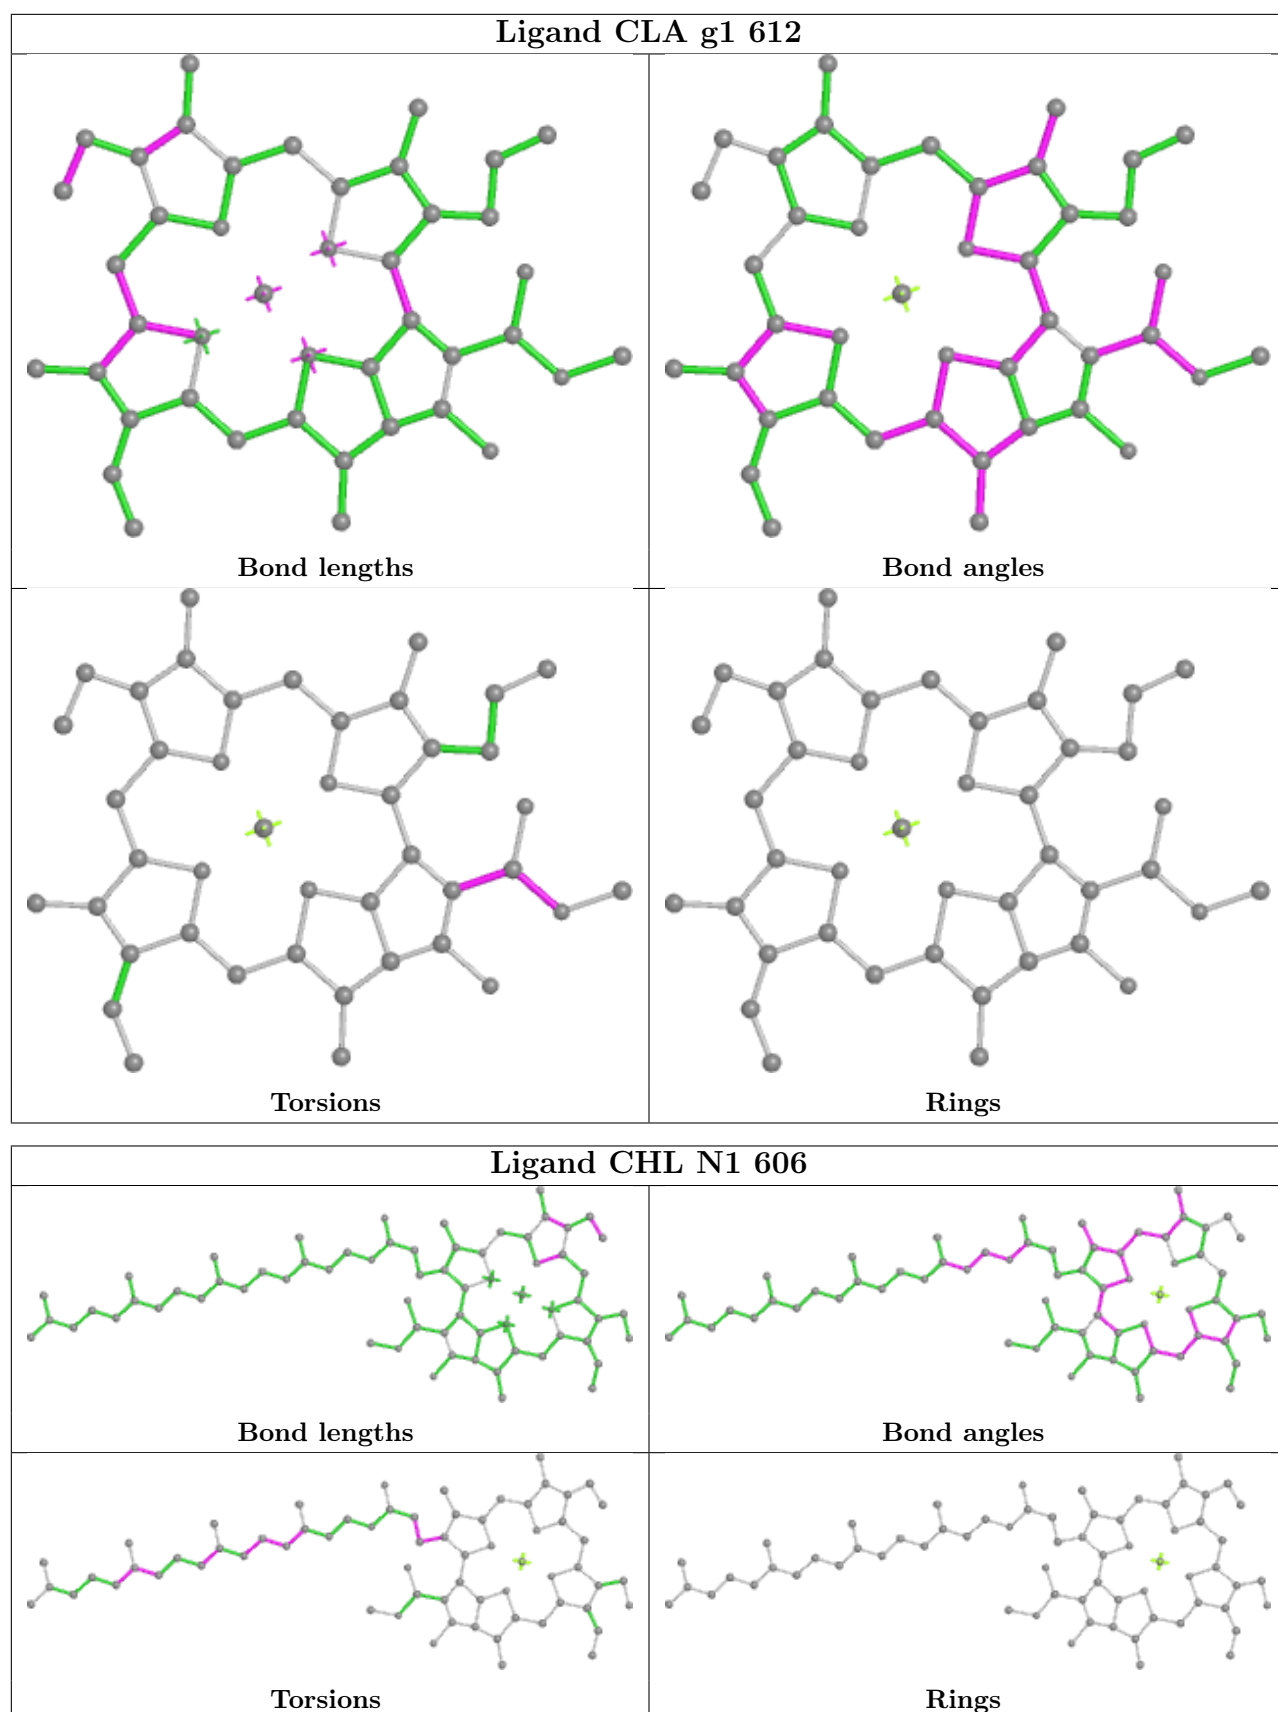 Ligand CLA g1 612
Bond lengths
Bond angles
Torsions
Rings
Ligand CHL N1 606
Bond lengths
Bond angles
Torsions
Rings